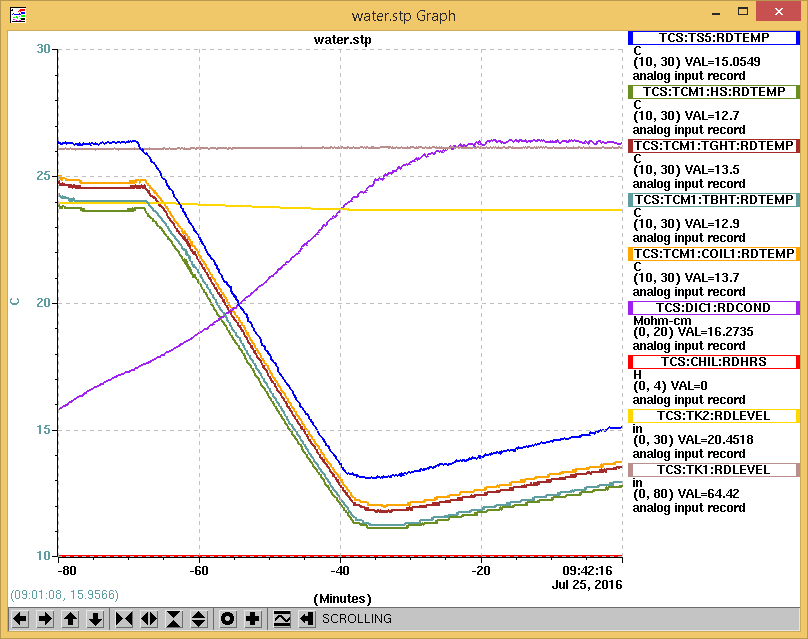 water.stp Graph
water.stp
30
25
20
15
10
C
-80
-60
-40
-20
09:42:16
Jul 25, 2016
(09:01:08, 15.9566)
(Minutes)
SCROLLING
TCS:TS5:RDTEMP
C
(10, 30) VAL=15.0549
analog input record
TCS:TCM1:HS:RDTEMP
C
(10, 30) VAL=12.7
analog input record
TCS:TCM1:TGHT:RDTEMP
C
(10, 30) VAL=13.5
analog input record
TCS:TCM1:TBHT:RDTEMP
C
(10, 30) VAL=12.9
analog input record
TCS:TCM1:COIL1:RDTEMP
C
(10, 30) VAL=13.7
analog input record
TCS:DIC1:RDCOND
Mohm-cm
(0, 20) VAL=16.2735
analog input record
TCS:CHIL:RDHRS
H
(0, 4) VAL=0
analog input record
TCS:TK2:RDLEVEL
in
(0, 30) VAL=20.4518
analog input record
TCS:TK1:RDLEVEL
in
(0, 80) VAL=64.42
analog input record